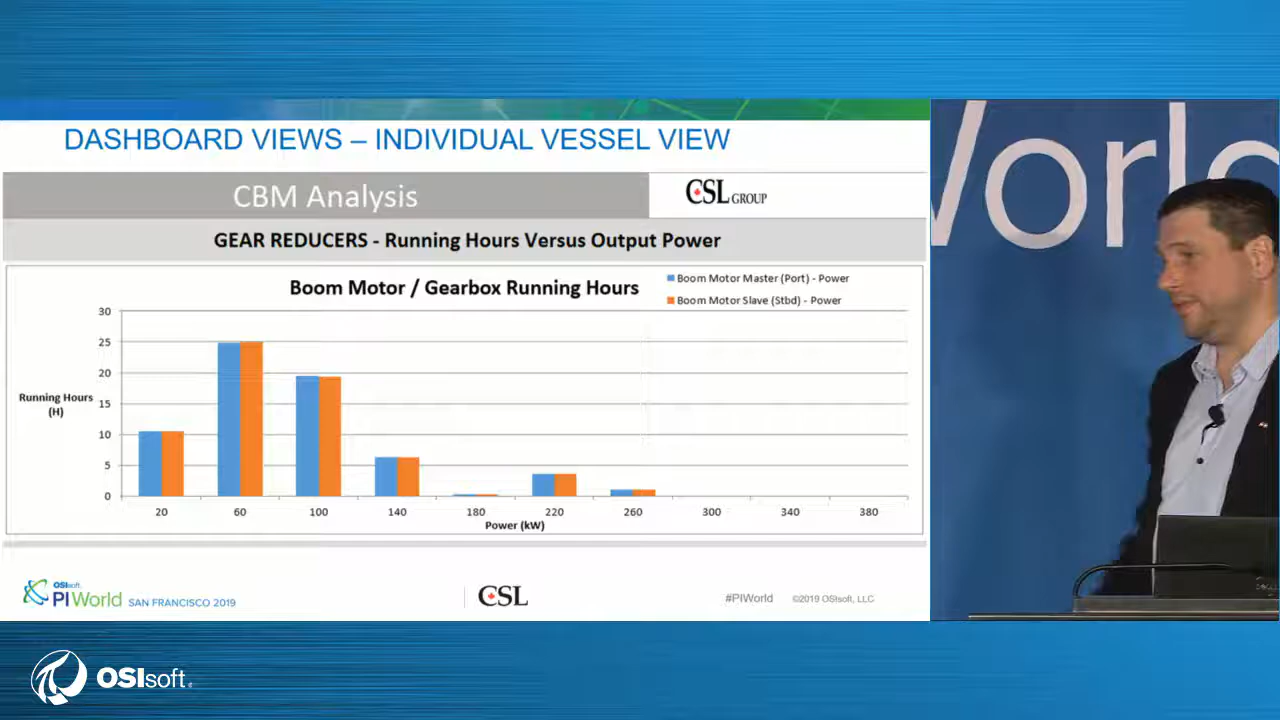 DASHBOARD VIEWS – INDIVIDUAL VESSEL VIEW
CBM Analysis
CSL GROUP
GEAR REDUCERS - Running Hours Versus Output Power
Boom Motor / Gearbox Running Hours
Boom Motor Master (Port) - Power
Boom Motor Slave (Stbd) - Power
30
25
20
15
10
5
0
Running Hours
(H)
20 60 100 140 180 220 260 300 340 380
Power (kW)
OSIsoft.
PI World SAN FRANCISCO 2019
CSL
#PIWorld ©2019 OSIsoft, LLC
World
OSIsoft.